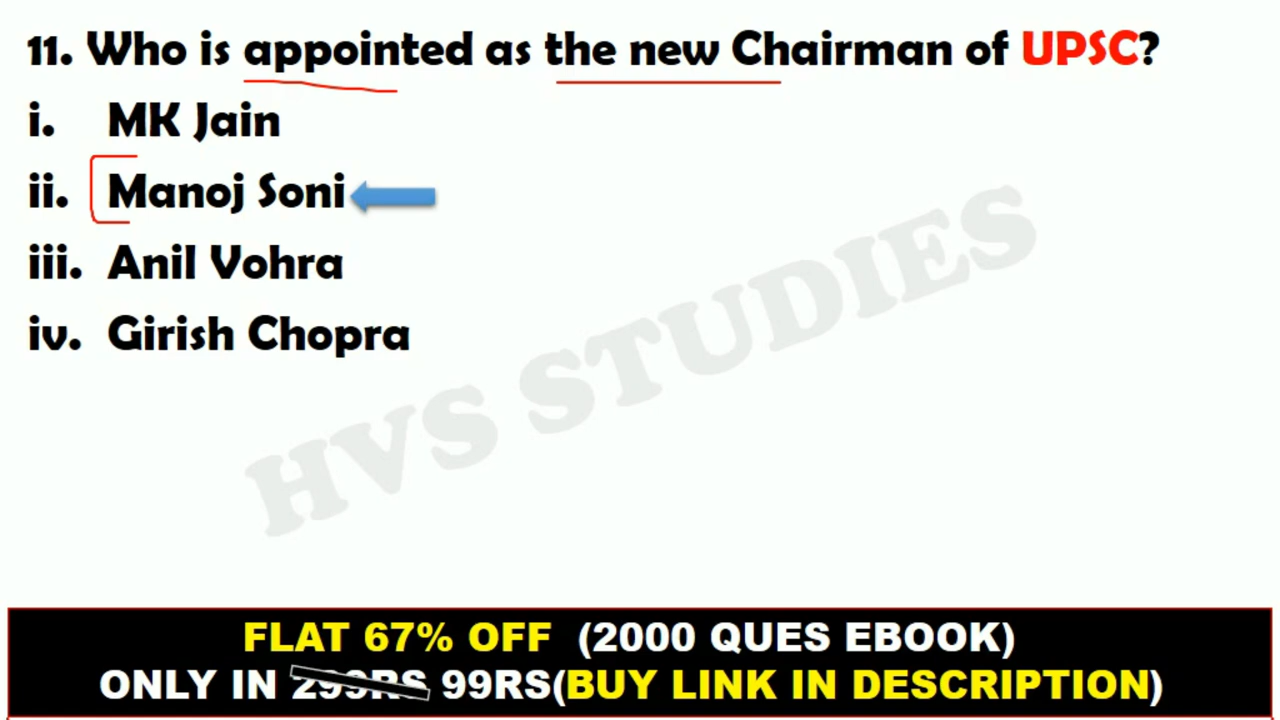 11. Who is appointed as the new Chairman of UPSC?
i. MK Jain
ii. Manoj Soni
iii. Anil Vohra
iv. Girish Chopra
HVS STUDIES
FLAT 67% OFF (2000 QUES EBOOK)
ONLY IN 299RS 99RS(BUY LINK IN DESCRIPTION)